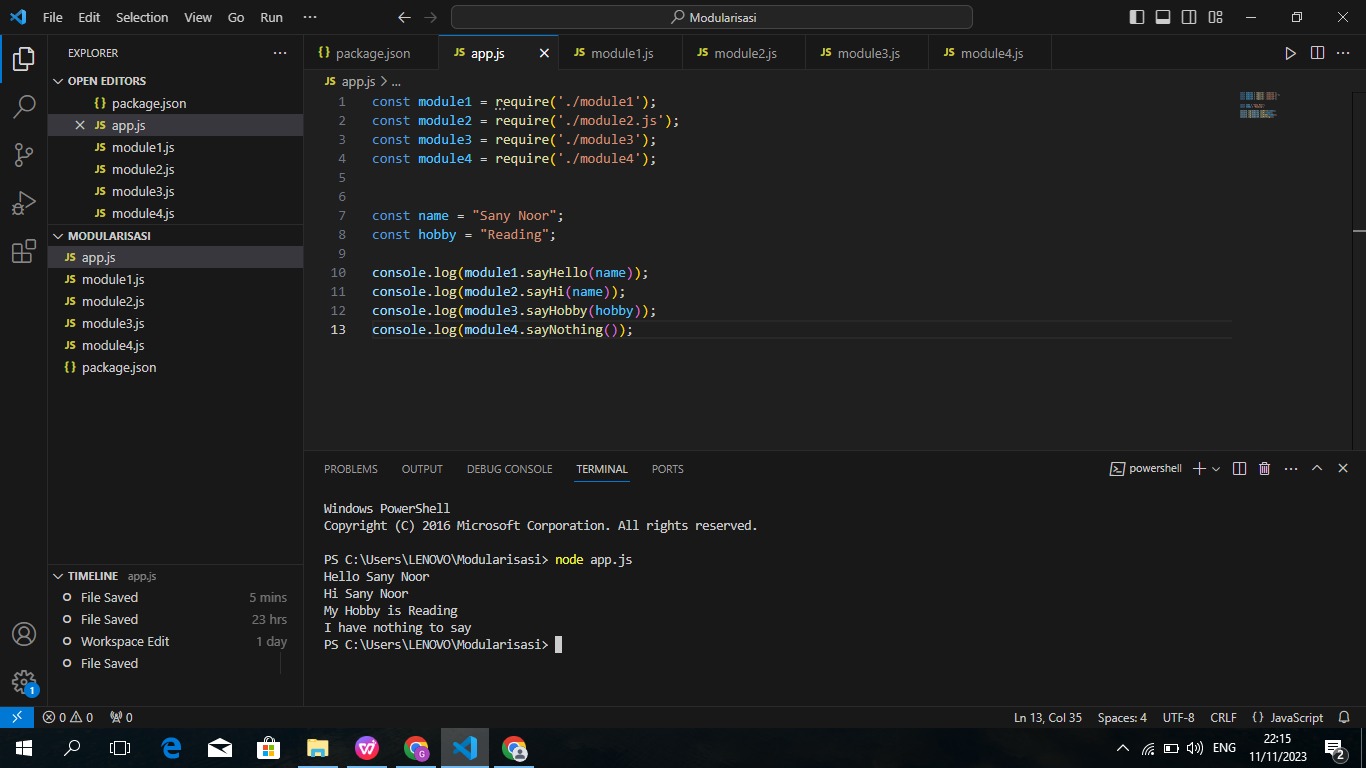 File Edit Selection View Go Run ··· Modularisasi
EXPLORER ···
OPEN EDITORS
{} package.json
JS app.js
JS module1.js
JS module2.js
JS module3.js
JS module4.js
MODULARISASI
JS app.js
JS module1.js
JS module2.js
JS module3.js
JS module4.js
{} package.json
TIMELINE app.js
File Saved 5 mins
File Saved 23 hrs
Workspace Edit 1 day
File Saved
1
{} package.json JS app.js JS module1.js JS module2.js JS module3.js JS module4.js ···
JS app.js > ...
1 const module1 = require('./module1');
2 const module2 = require('./module2.js');
3 const module3 = require('./module3');
4 const module4 = require('./module4');
5
6
7 const name = "Sany Noor";
8 const hobby = "Reading";
9
10 console.log(module1.sayHello(name));
11 console.log(module2.sayHi(name));
12 console.log(module3.sayHobby(hobby));
13 console.log(module4.sayNothing());
PROBLEMS OUTPUT DEBUG CONSOLE TERMINAL PORTS powershell ···
Windows PowerShell
Copyright (C) 2016 Microsoft Corporation. All rights reserved.
PS C:\Users\LENOVO\Modularisasi> node app.js
Hello Sany Noor
Hi Sany Noor
My Hobby is Reading
I have nothing to say
PS C:\Users\LENOVO\Modularisasi>
0 0 0 Ln 13, Col 35 Spaces: 4 UTF-8 CRLF {} JavaScript
G ENG 22:15
11/11/2023 2